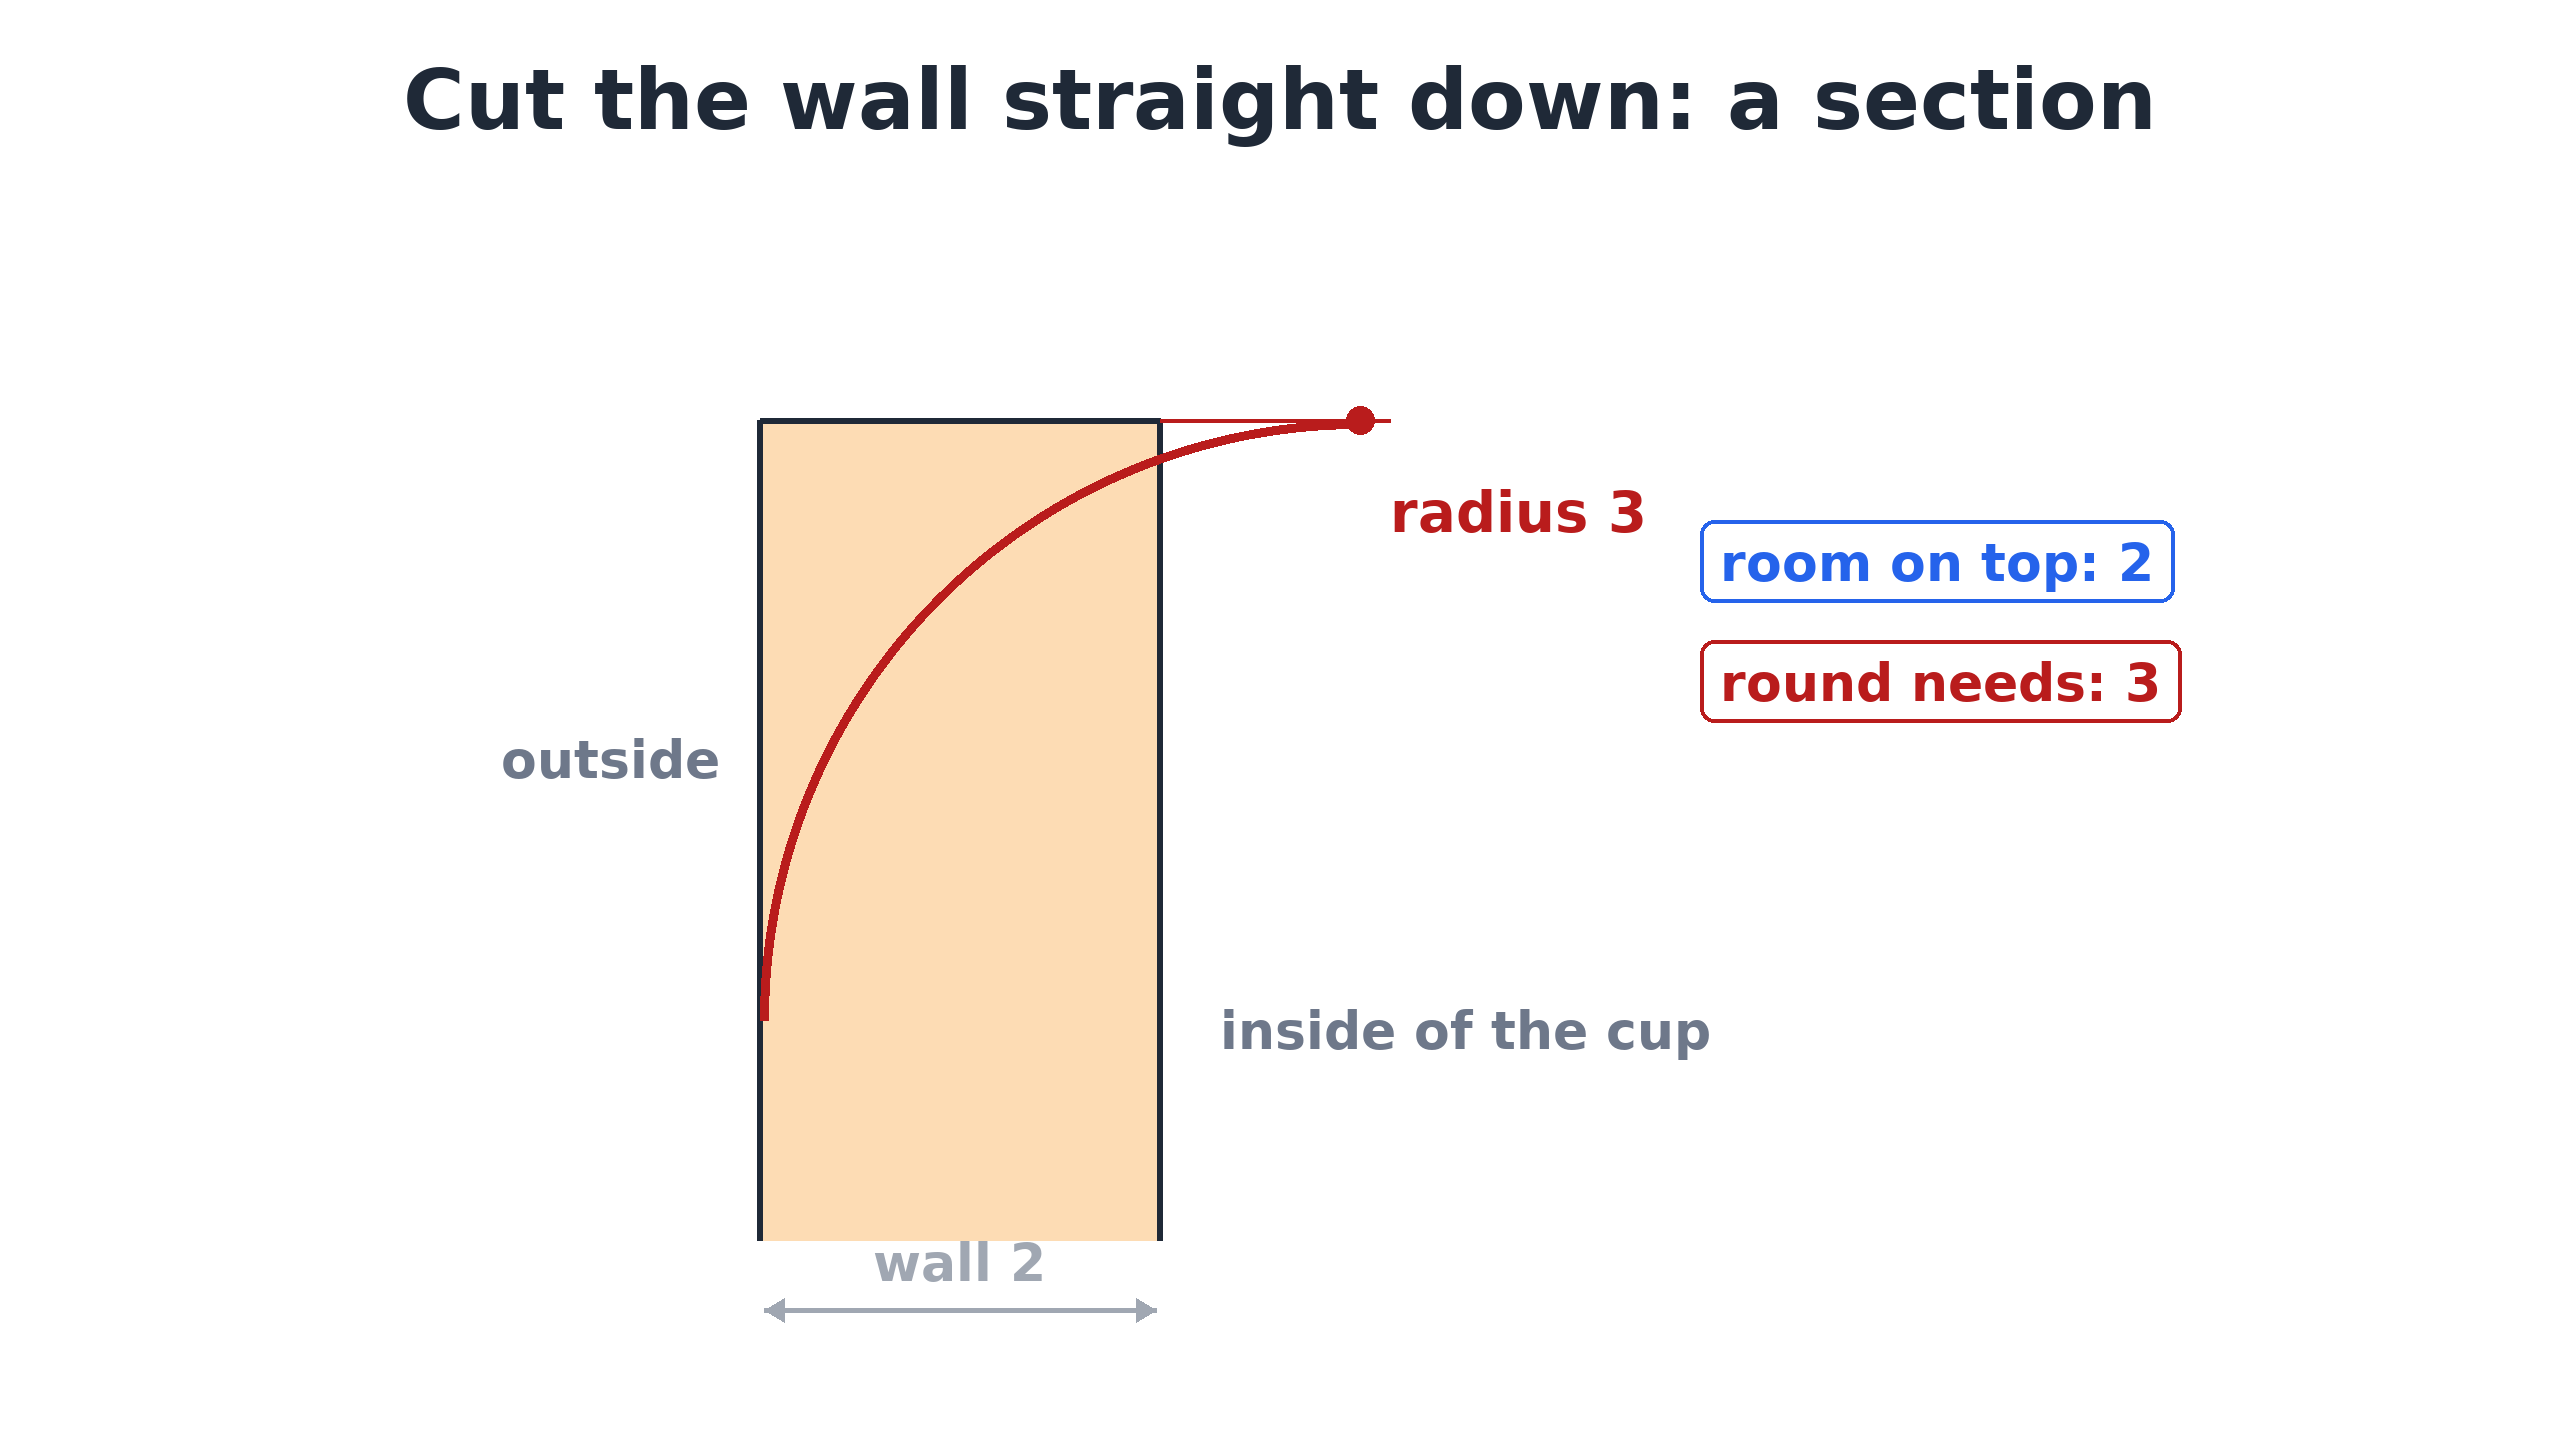 Cut the wall straight down: a section
radius 3
room on top: 2
round needs: 3
outside
inside of the cup
wall 2